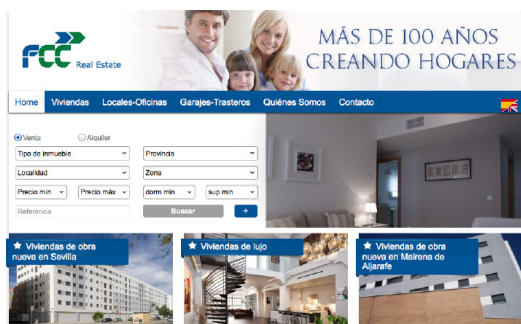 MÁS DE 100 AÑOS
CREANDO HOGARES
FCC Real Estate
Home Viviendas Locales-Oficinas Garajes-Trasteros Quiénes Somos Contacto
Venta Alquiler
Tipo de inmueble Provincia
Localidad Zona
Precio min Precio máx dorm min sup min
Referencia Buscar +
Viviendas de obra
nueva en Sevilla
Viviendas de lujo
Viviendas de obra
nueva en Mairena de
Aljarafe